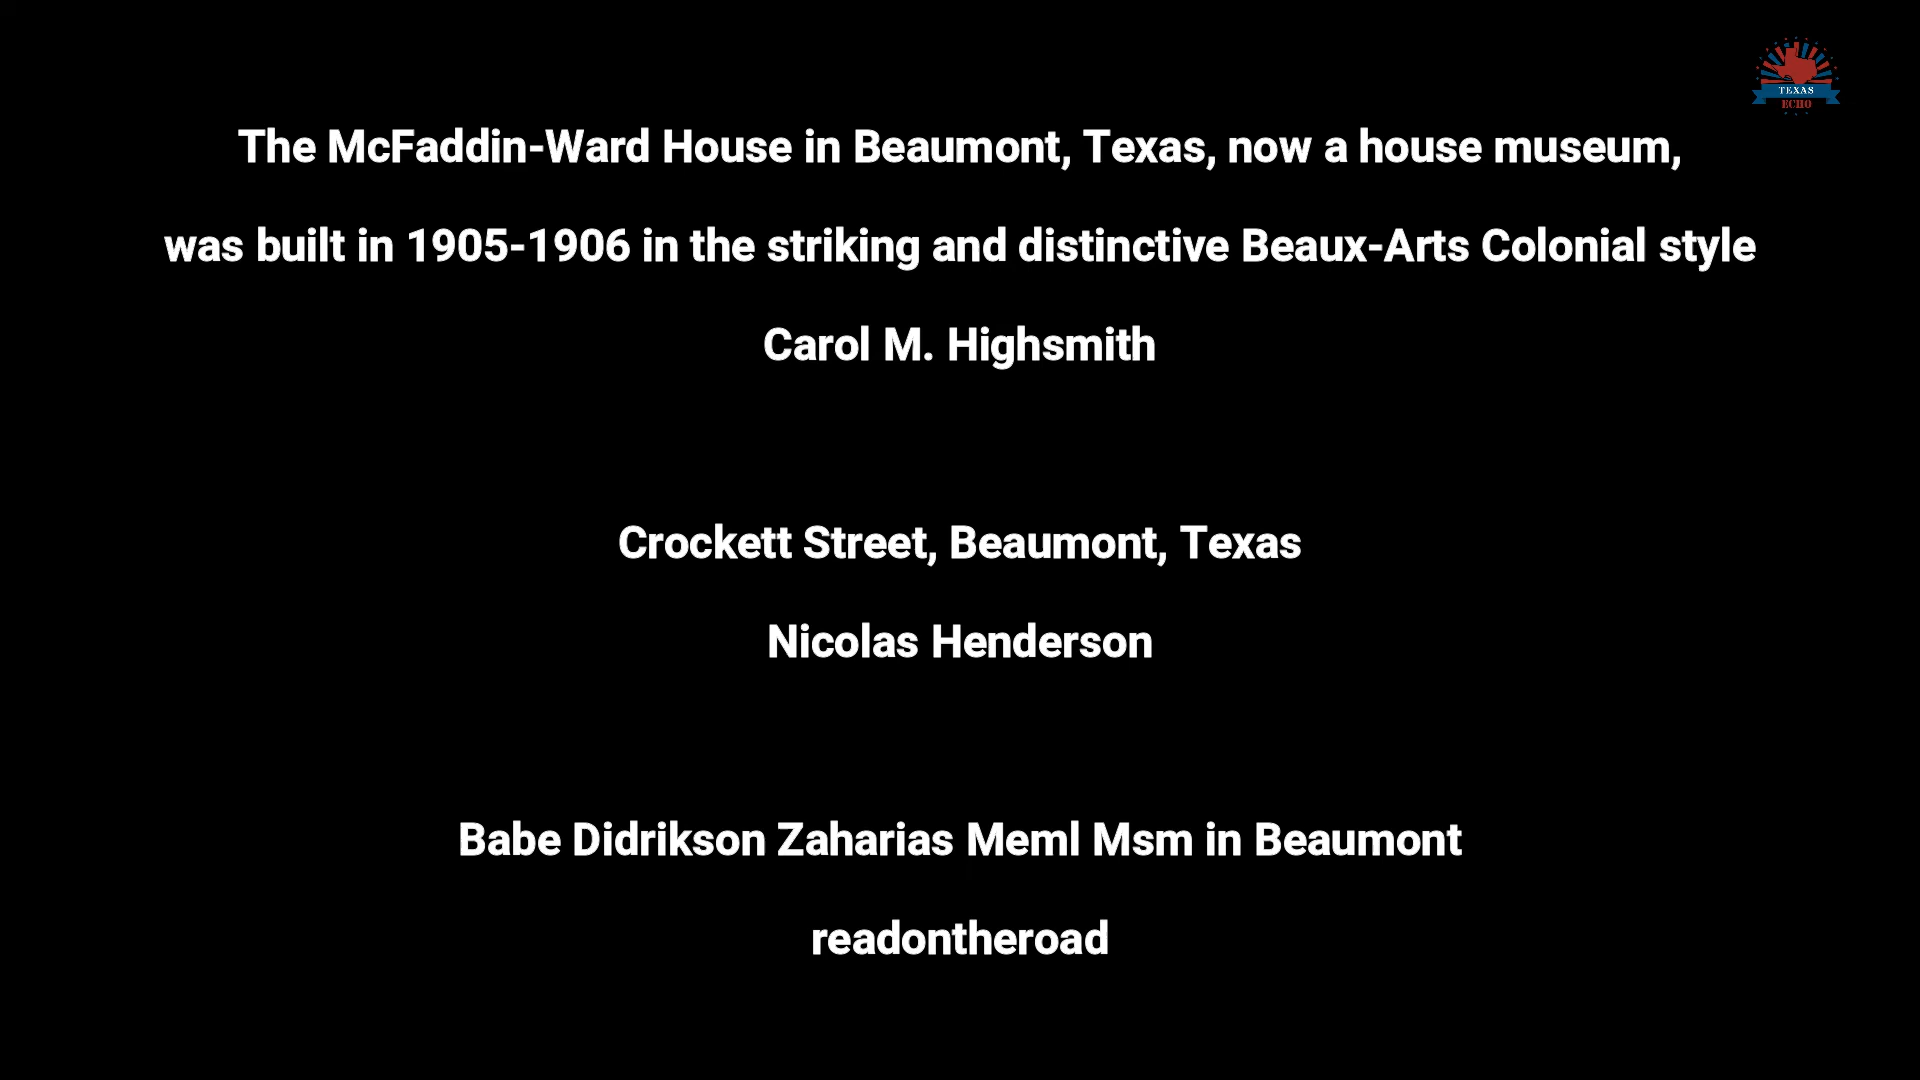 TEXAS
ECHO
The McFaddin-Ward House in Beaumont, Texas, now a house museum,
was built in 1905-1906 in the striking and distinctive Beaux-Arts Colonial style
Carol M. Highsmith
Crockett Street, Beaumont, Texas
Nicolas Henderson
Babe Didrikson Zaharias Meml Msm in Beaumont
readontheroad